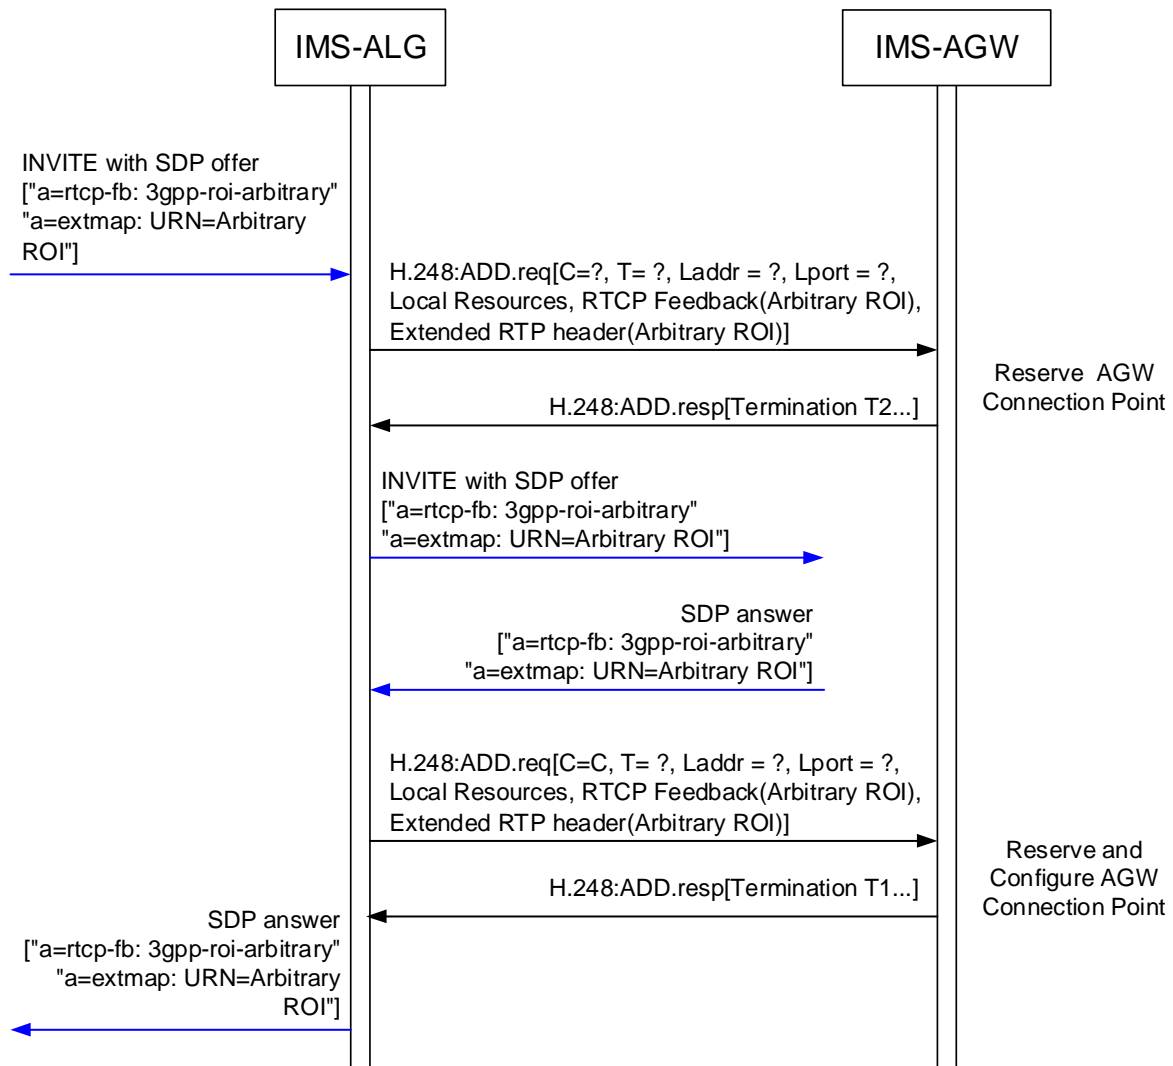 IMS-ALG
IMS-AGW
INVITE with SDP offer
["a=rtcp-fb: 3gpp-roi-arbitrary"
"a=extmap: URN=Arbitrary
ROI"]
H.248:ADD.req[C=?, T= ?, Laddr = ?, Lport = ?,
Local Resources, RTCP Feedback(Arbitrary ROI),
Extended RTP header(Arbitrary ROI)]
Reserve AGW
Connection Point
H.248:ADD.resp[Termination T2...]
INVITE with SDP offer
["a=rtcp-fb: 3gpp-roi-arbitrary"
"a=extmap: URN=Arbitrary ROI"]
SDP answer
["a=rtcp-fb: 3gpp-roi-arbitrary"
"a=extmap: URN=Arbitrary ROI"]
H.248:ADD.req[C=C, T= ?, Laddr = ?, Lport = ?,
Local Resources, RTCP Feedback(Arbitrary ROI),
Extended RTP header(Arbitrary ROI)]
Reserve and
Configure AGW
Connection Point
H.248:ADD.resp[Termination T1...]
SDP answer
["a=rtcp-fb: 3gpp-roi-arbitrary"
"a=extmap: URN=Arbitrary
ROI"]